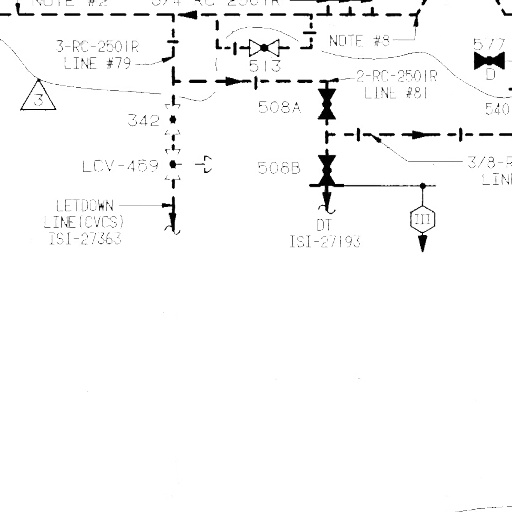 NOTE #2
3/4-RC-2501R
3-RC-2501R
LINE #79
513
NOTE #8
577
D
3
2-RC-2501R
LINE #81
508A
540
342
LCV-459
508B
3/8-R
LIN
LETDOWN
LINE(CVCS)
ISI-27363
DT
ISI-27193
III